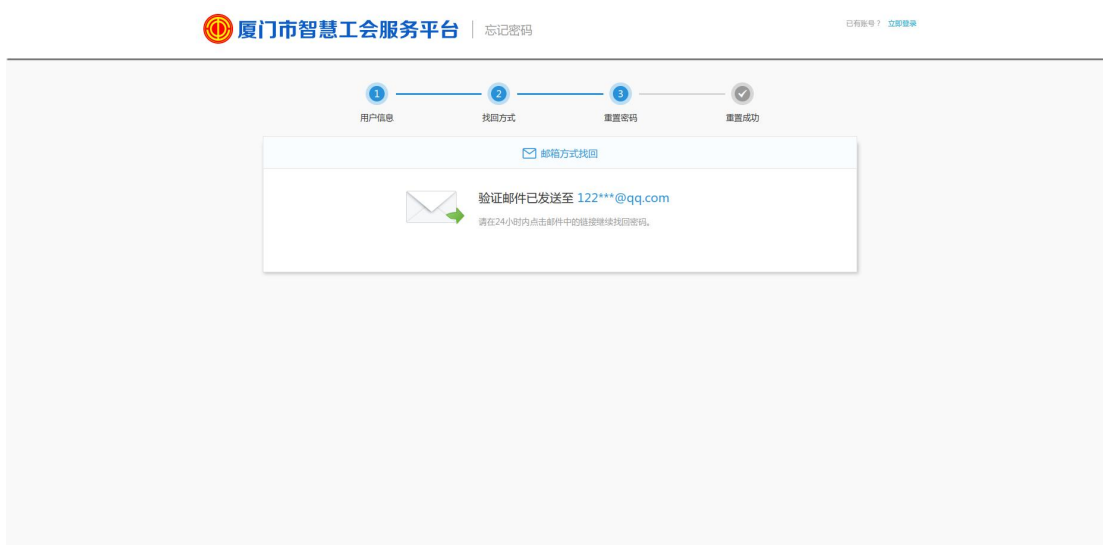 厦门市智慧工会服务平台 忘记密码
已有账号？ 立即登录
1 2 3
用户信息 找回方式 重置密码 重置成功
邮箱方式找回
验证邮件已发送至 122***@qq.com
请在24小时内点击邮件中的链接继续找回密码。